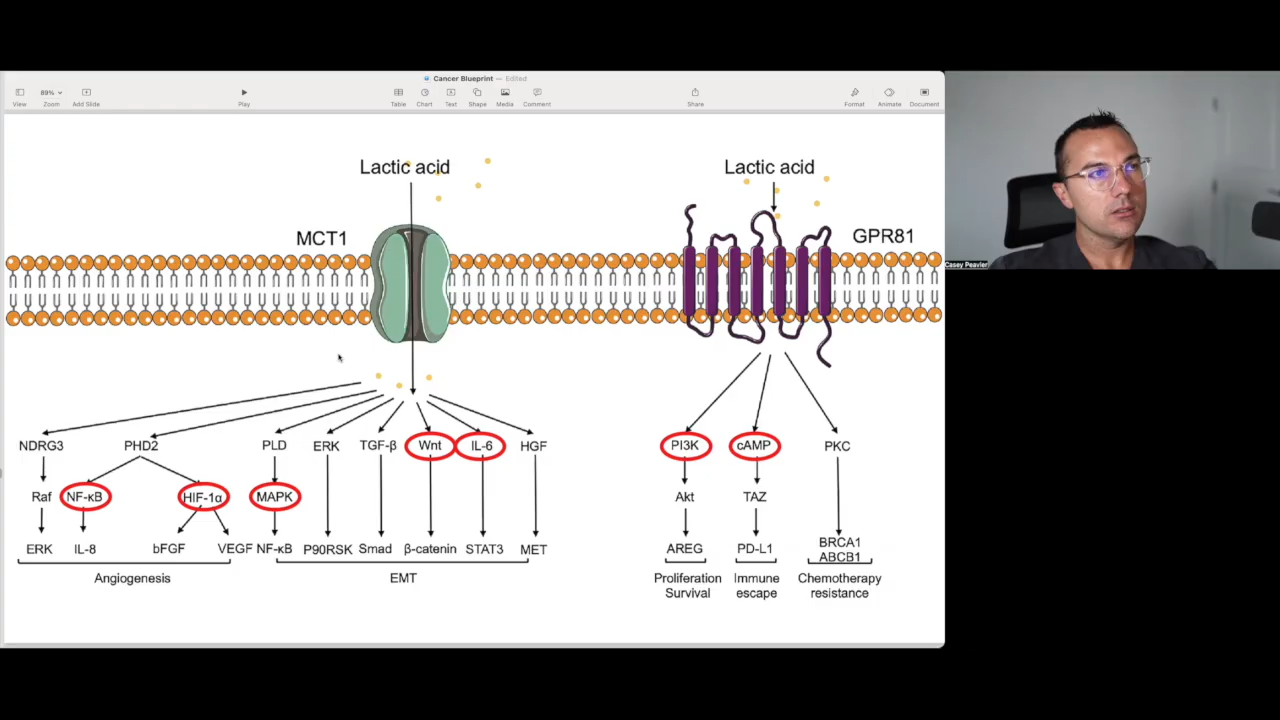 Cancer Blueprint — Edited
89%
View
Zoom
Add Slide
Play
Table
Chart
Text
Shape
Media
Comment
Share
Format
Animate
Document
Lactic acid
Lactic acid
MCT1
GPR81
NDRG3
PHD2
PLD
ERK
TGF-β
Wnt
IL-6
HGF
PI3K
cAMP
PKC
Raf
NF-κB
HIF-1α
MAPK
Akt
TAZ
ERK
IL-8
bFGF
VEGF
NF-κB
P90RSK
Smad
β-catenin
STAT3
MET
AREG
PD-L1
BRCA1
ABCB1
Angiogenesis
EMT
Proliferation
Survival
Immune
escape
Chemotherapy
resistance
Casey Peavler